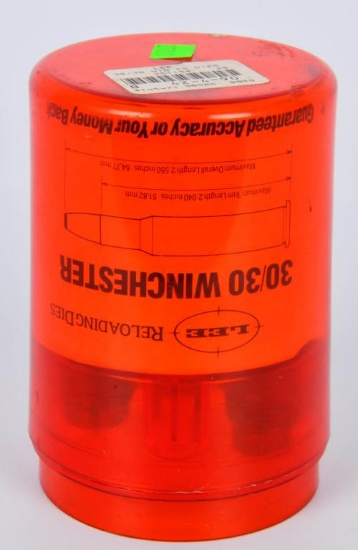 LEE RELOADING DIES
30/30 WINCHESTER
Maximum Trim Length 2.040 inches 51.82 mm
Maximum Overall Length 2.550 inches 64.77 mm
Guaranteed Accuracy or Your Money Back